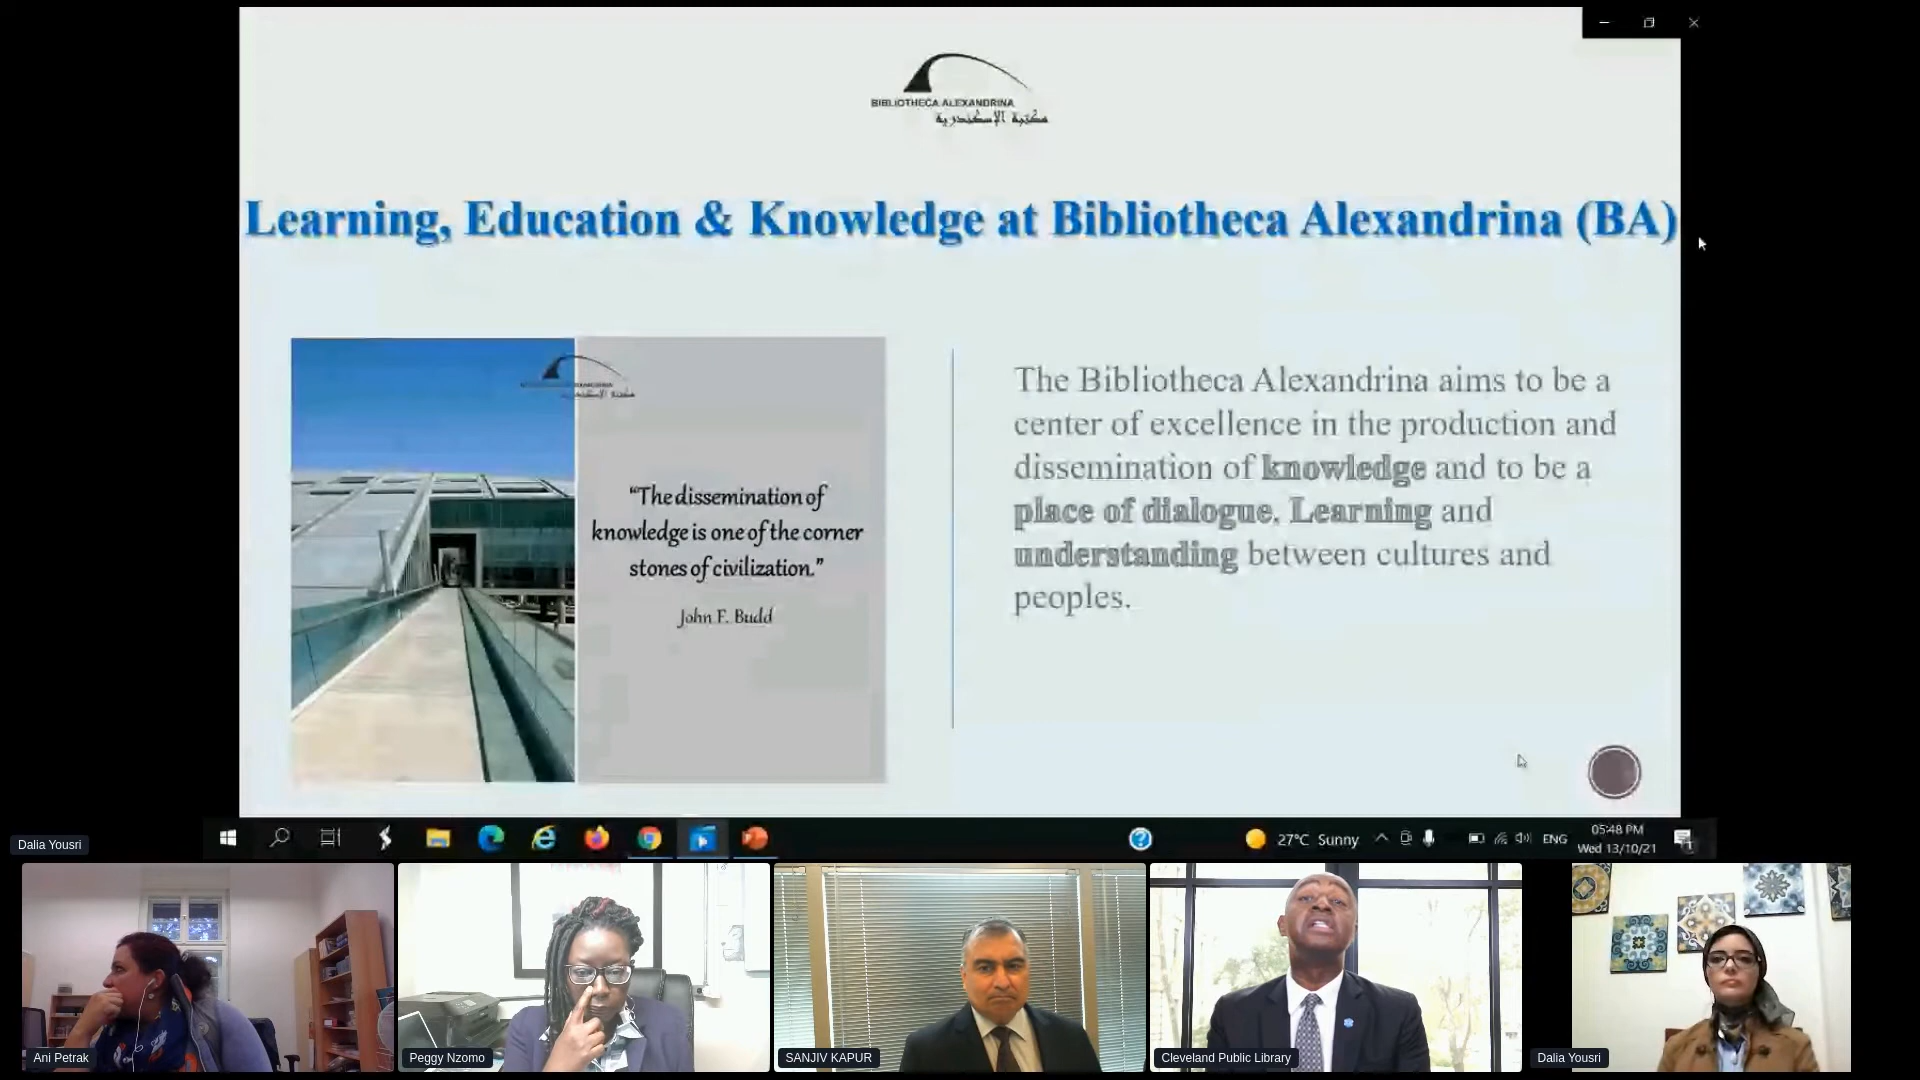 BIBLIOTHECA ALEXANDRINA
مكتبة الإسكندرية
Learning, Education & Knowledge at Bibliotheca Alexandrina (BA)
مكتبة الإسكندرية
“The dissemination of
knowledge is one of the corner
stones of civilization.”
John F. Budd
The Bibliotheca Alexandrina aims to be a
center of excellence in the production and
dissemination of knowledge and to be a
place of dialogue. Learning and
understanding between cultures and
peoples.
27°C Sunny
ENG
05:48 PM
Wed 13/10/21
Dalia Yousri
Ani Petrak
Peggy Nzomo
SANJIV KAPUR
Cleveland Public Library
Dalia Yousri